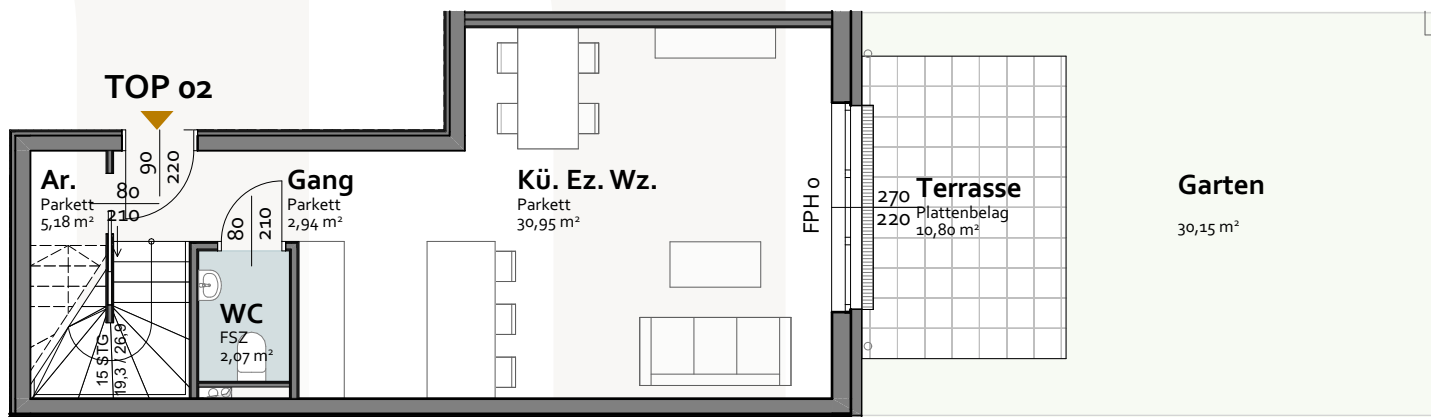 TOP 02
90
220
Ar.
Parkett
5,18 m²
80
210
Gang
Parkett
2,94 m²
80
210
Kü. Ez. Wz.
Parkett
30,95 m²
FPH 0
270
220
Terrasse
Plattenbelag
10,80 m²
Garten
30,15 m²
WC
FSZ
2,07 m²
15 STG
19,3 / 26,9